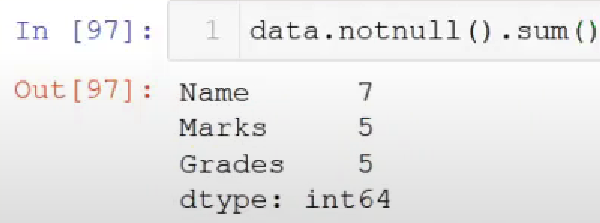 In [97]: 1 data.notnull().sum()
Out[97]: Name 7
Marks 5
Grades 5
dtype: int64